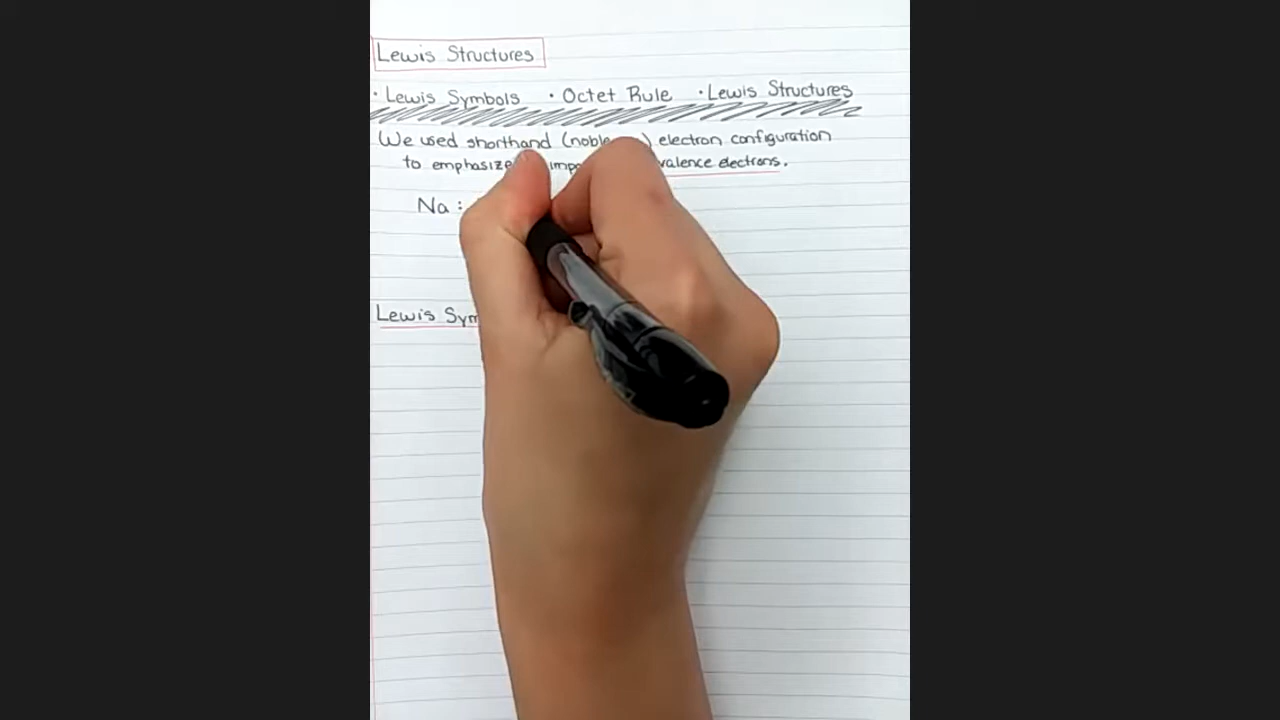 Lewis Structures
· Lewis Symbols · Octet Rule · Lewis Structures
We used shorthand (noble ) electron configuration
to emphasize valence electrons.
Na:
Lewis